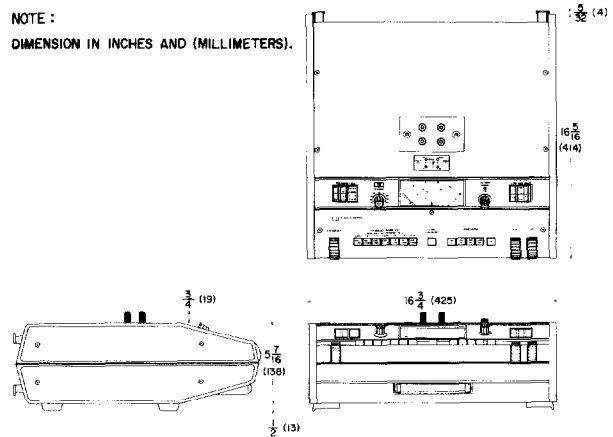 NOTE :
DIMENSION IN INCHES AND (MILLIMETERS).
5/32 (4)
16 5/16
(414)
3/4 (19)
16 3/4 (425)
5 7/16
(138)
1/2 (13)